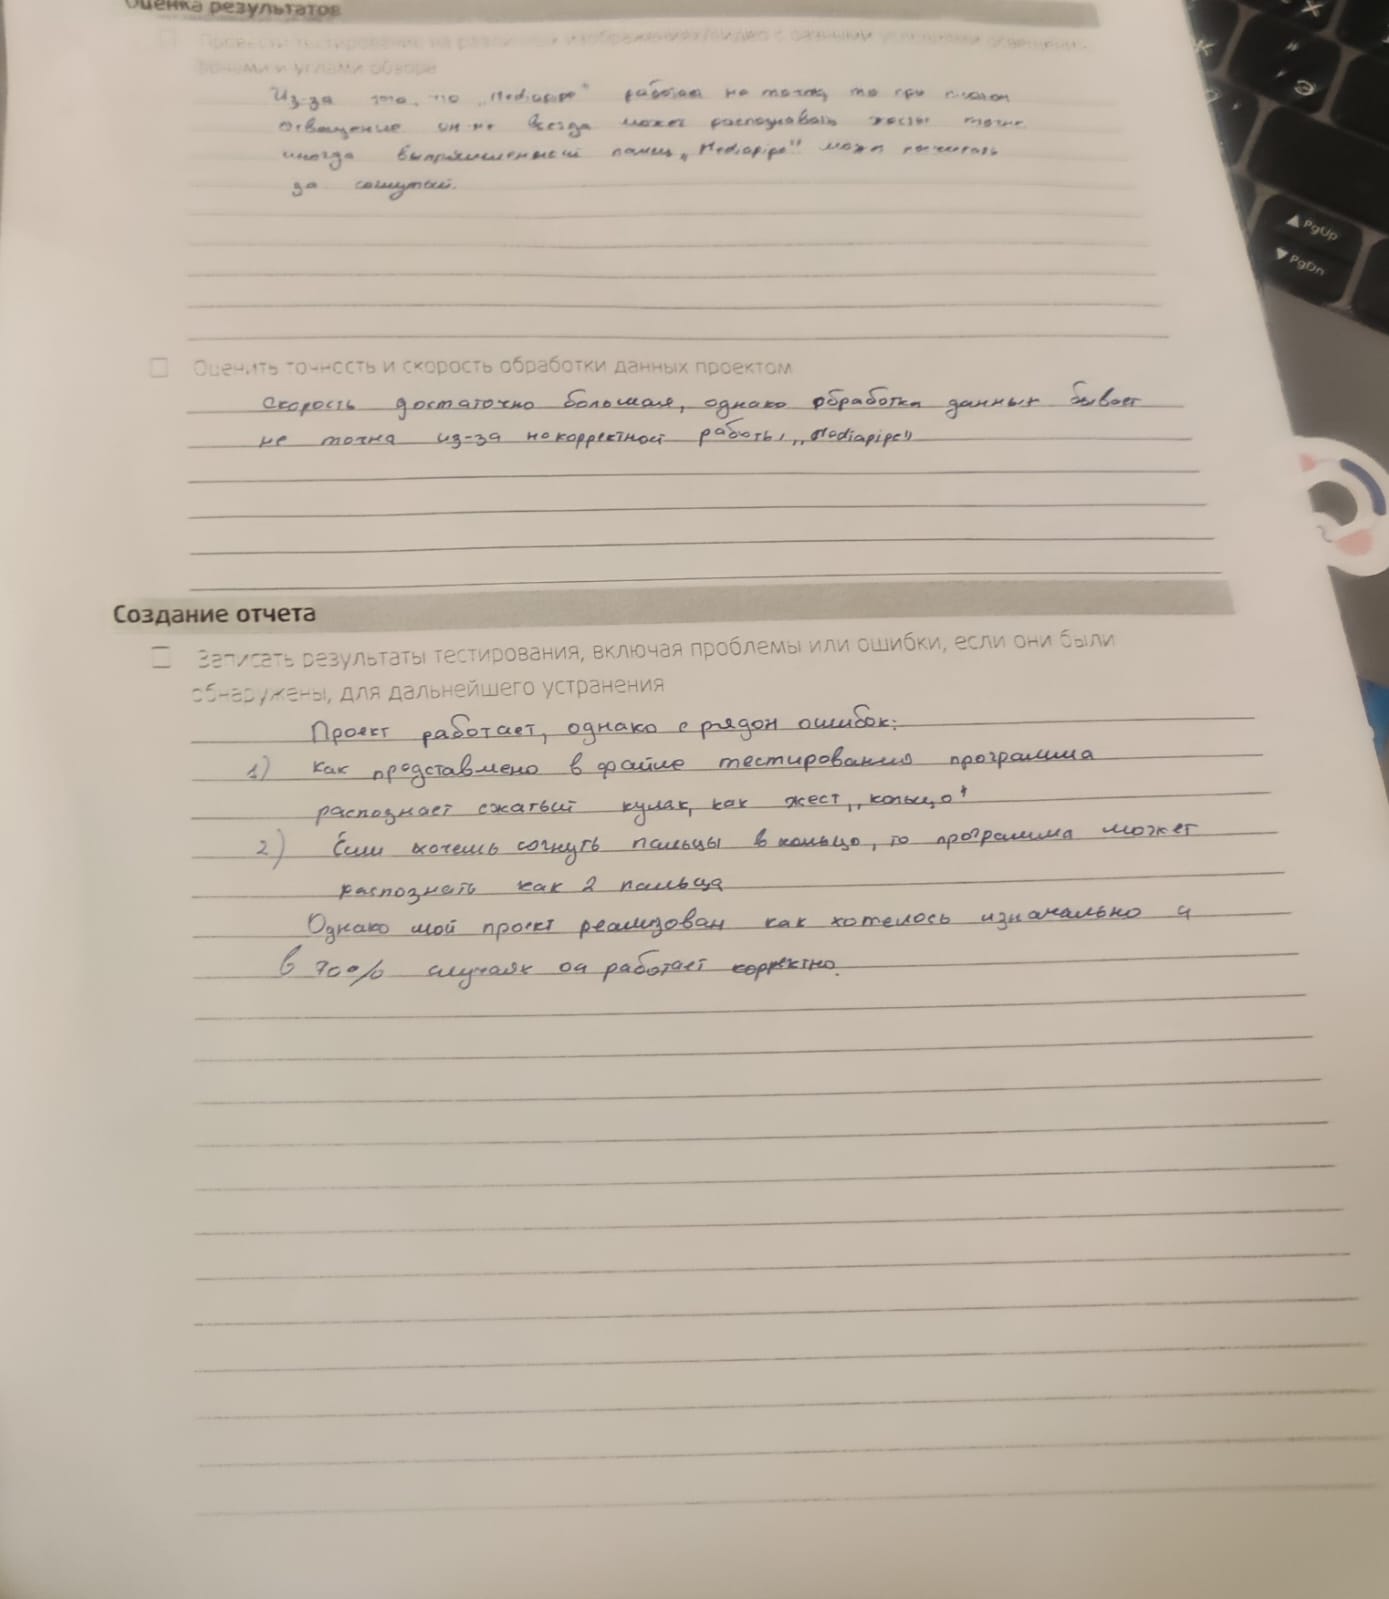 Оценка результатов
Провести тестирование на различных изображениях/видео с разными условиями освещения,
фонами и углами обзора
Из-за того, что „Mediapipe" работает не точно, то при плохом
освещение он не всегда может распознавать жесты точно
иногда выпрямленный палец „Mediapipe" может посчитать
за согнутый.
Оценить точность и скорость обработки данных проектом
Скорость достаточно большая, однако обработка данных бывает
не точна из-за некорректной работы „Mediapipe"
Создание отчета
Записать результаты тестирования, включая проблемы или ошибки, если они были
обнаружены, для дальнейшего устранения
Проект работает, однако с рядом ошибок:
1) как представлено в файле тестирования программа
распознает сжатый кулак, как жест „кольцо"
2) Если хочешь согнуть пальцы в кольцо, то программа может
распознать как 2 пальца
Однако мой проект реализован как хотелось изначально и
в 70% случаях он работает корректно.
PgUp
PgDn